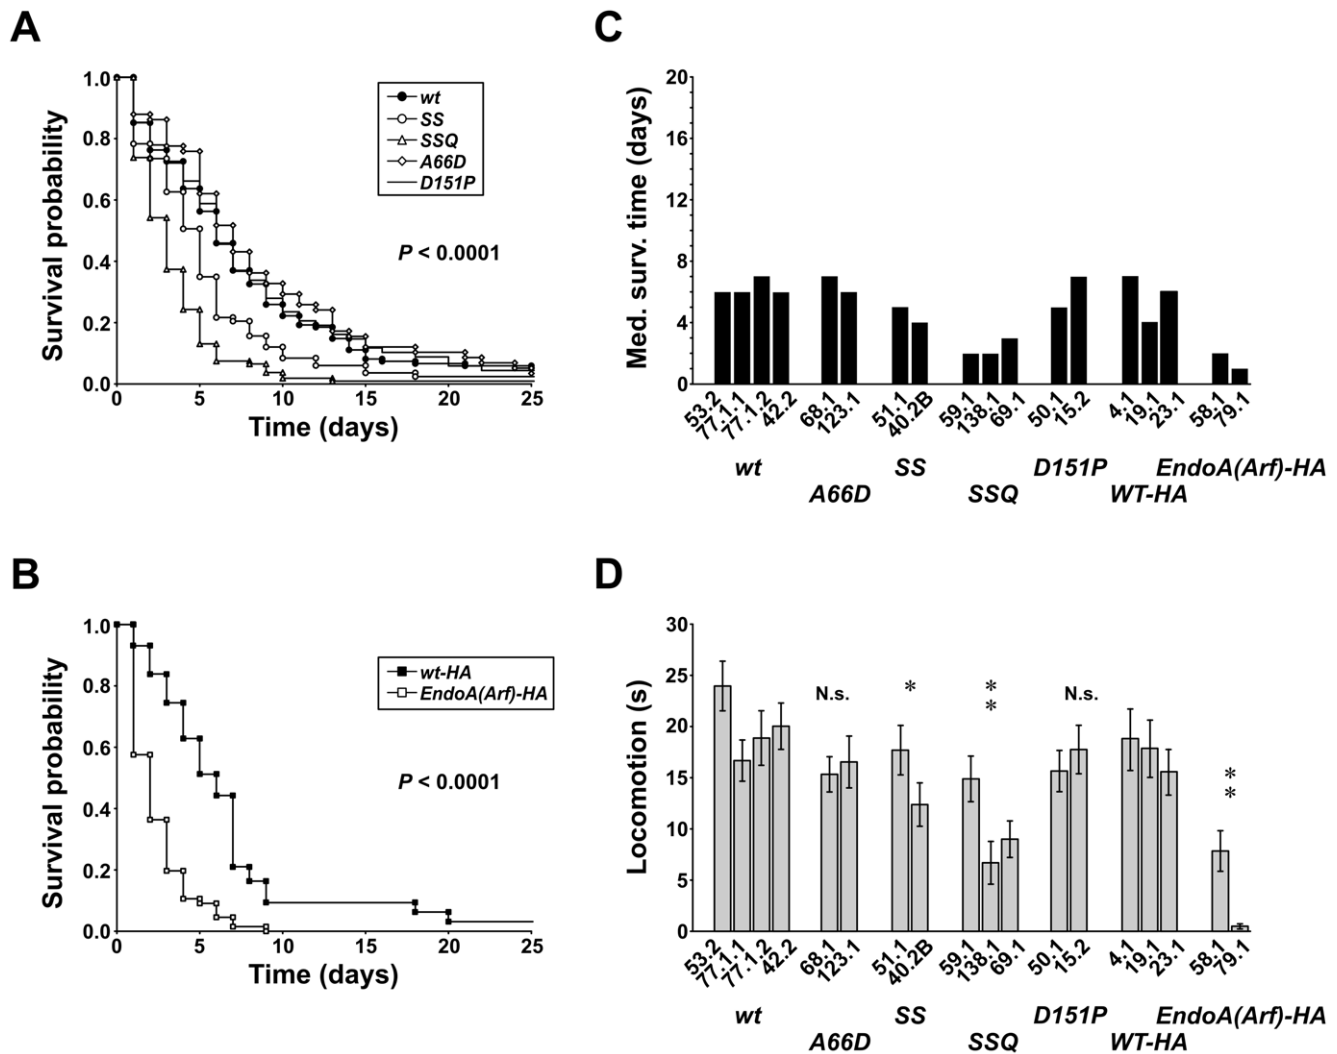 A
Survival probability
1.0
0.8
0.6
0.4
0.2
0.0
wt
SS
SSQ
A66D
D151P
P < 0.0001
0 5 10 15 20 25
Time (days)
C
Med. surv. time (days)
20
16
12
8
4
0
53.2 77.1.1 77.1.2 42.2 68.1 123.1 51.1 40.2B 59.1 138.1 69.1 50.1 15.2 4.1 19.1 23.1 58.1 79.1
wt SS D151P EndoA(Arf)-HA
A66D SSQ WT-HA
B
Survival probability
1.0
0.8
0.6
0.4
0.2
0.0
wt-HA
EndoA(Arf)-HA
P < 0.0001
0 5 10 15 20 25
Time (days)
D
Locomotion (s)
30
25
20
15
10
5
0
N.s. * ** N.s. **
53.2 77.1.1 77.1.2 42.2 68.1 123.1 51.1 40.2B 59.1 138.1 69.1 50.1 15.2 4.1 19.1 23.1 58.1 79.1
wt SS D151P EndoA(Arf)-HA
A66D SSQ WT-HA